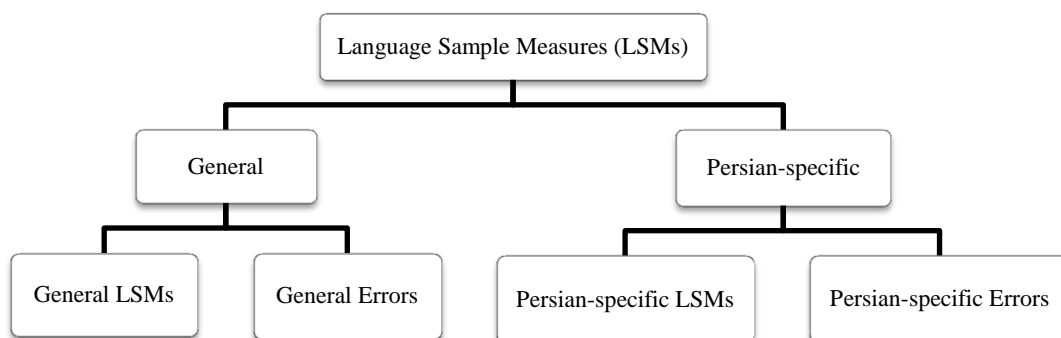 Language Sample Measures (LSMs)
General
Persian-specific
General LSMs
General Errors
Persian-specific LSMs
Persian-specific Errors